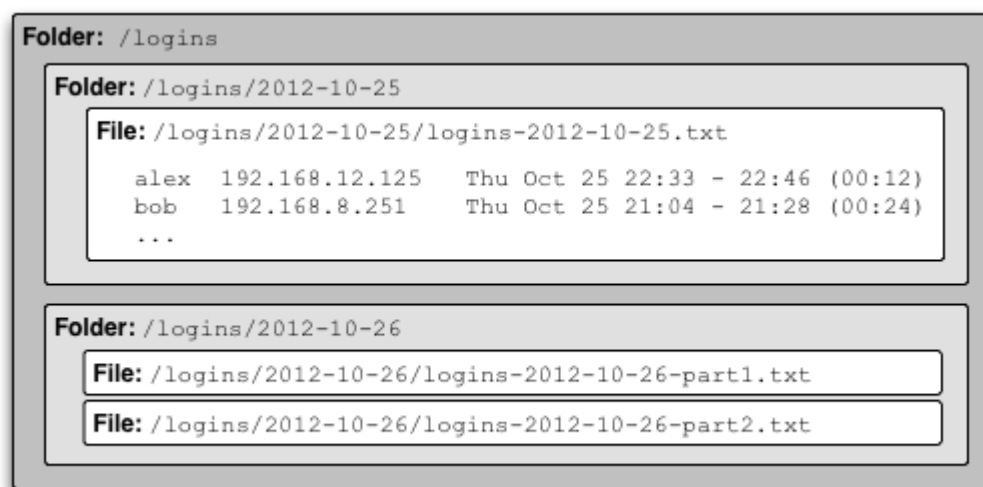 Folder: /logins
Folder: /logins/2012-10-25
File: /logins/2012-10-25/logins-2012-10-25.txt
alex 192.168.12.125 Thu Oct 25 22:33 - 22:46 (00:12)
bob 192.168.8.251 Thu Oct 25 21:04 - 21:28 (00:24)
...
Folder: /logins/2012-10-26
File: /logins/2012-10-26/logins-2012-10-26-part1.txt
File: /logins/2012-10-26/logins-2012-10-26-part2.txt